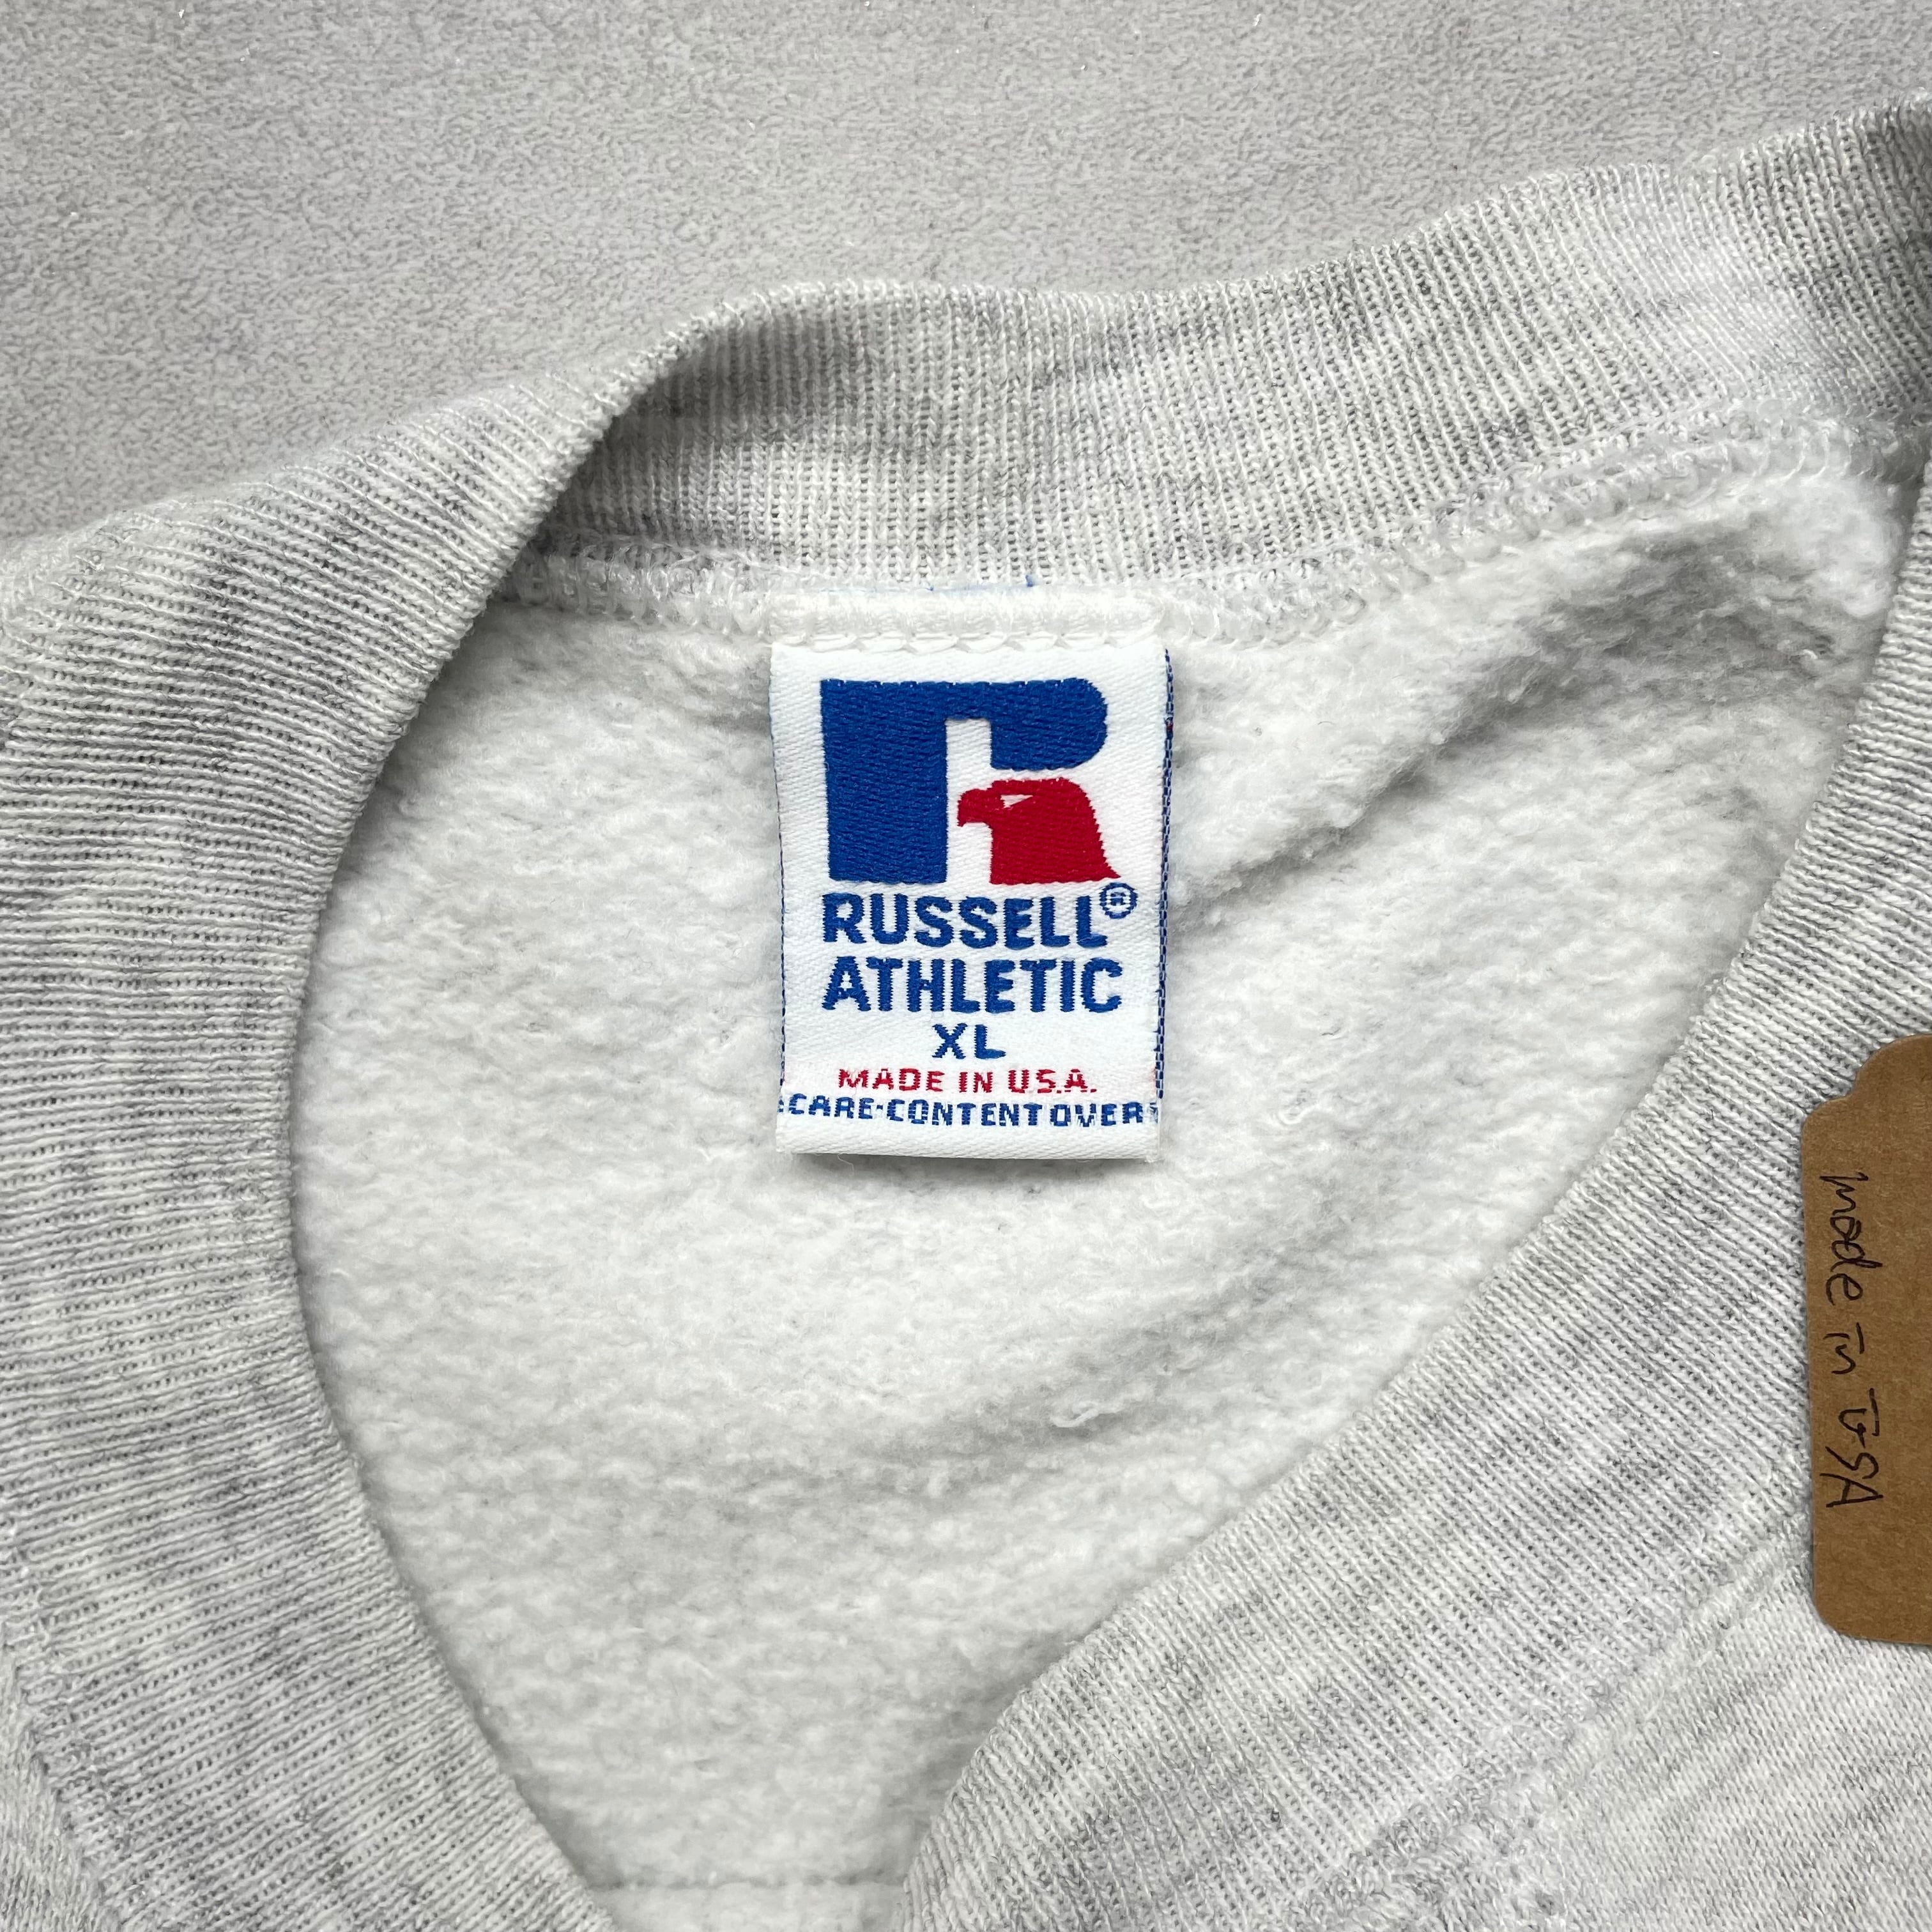 RUSSELL®
ATHLETIC
XL
MADE IN U.S.A.
CARE·CONTENT OVER
made in USA